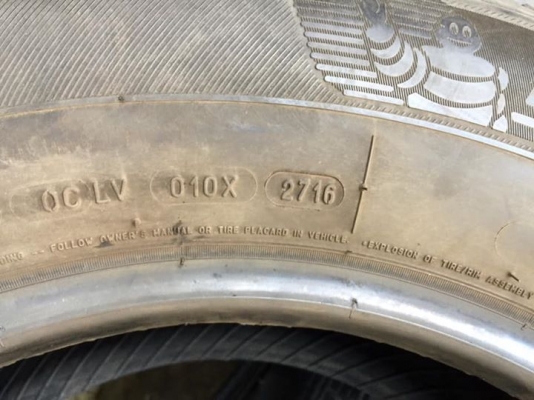 0C LV 010X 2716
FOLLOW OWNER'S MANUAL OR TIRE PLACARD IN VEHICLE. •EXPLOSION OF TIRE/RIM ASSEMBLY